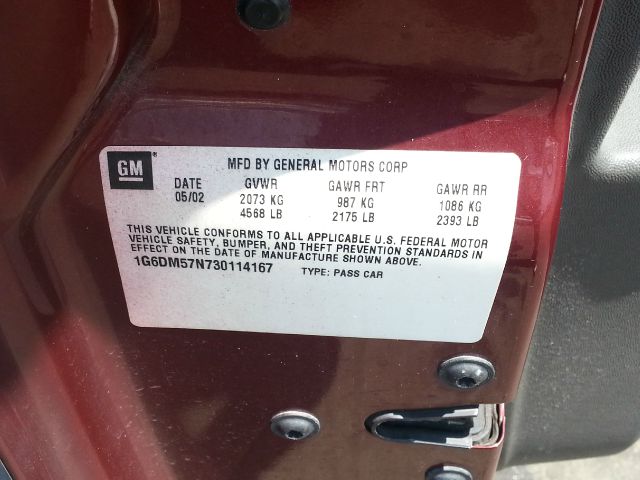 GM® MFD BY GENERAL MOTORS CORP
DATE GVWR GAWR FRT GAWR RR
05/02 2073 KG 987 KG 1086 KG
4568 LB 2175 LB 2393 LB
THIS VEHICLE CONFORMS TO ALL APPLICABLE U.S. FEDERAL MOTOR
VEHICLE SAFETY, BUMPER, AND THEFT PREVENTION STANDARDS IN
EFFECT ON THE DATE OF MANUFACTURE SHOWN ABOVE.
1G6DM57N730114167 TYPE: PASS CAR